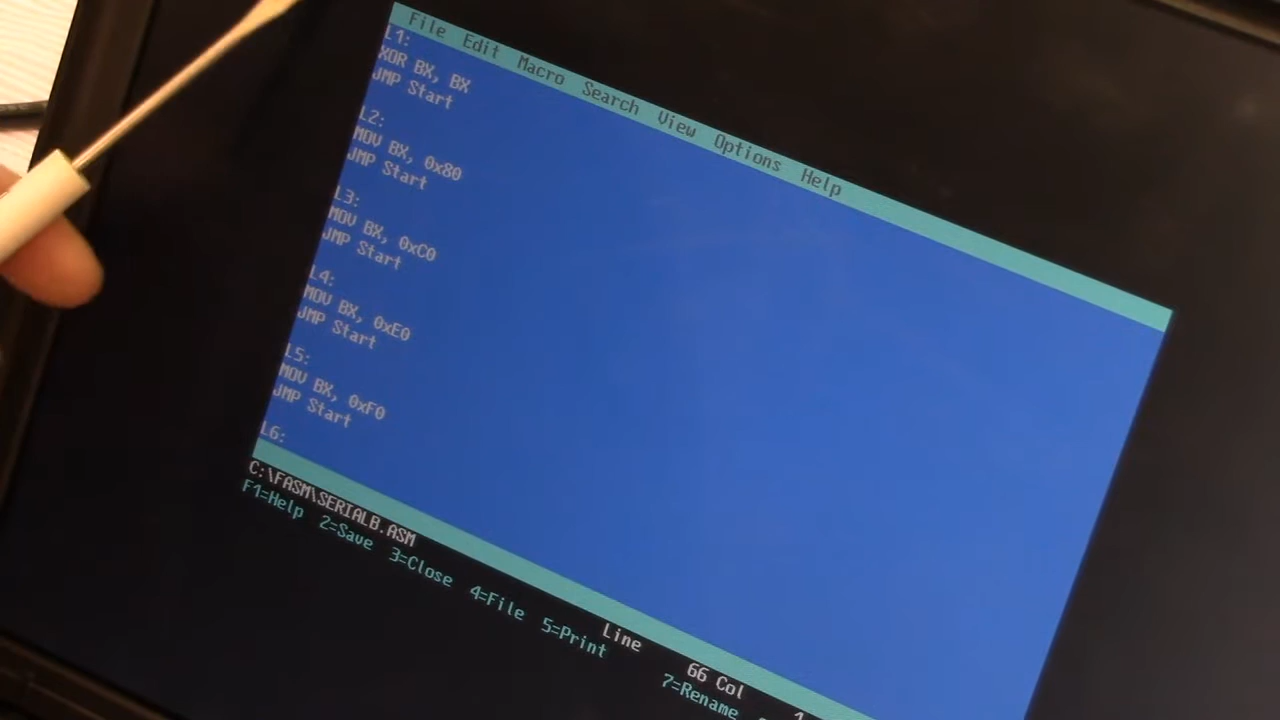 File Edit Macro Search View Options Help
L1:
XOR BX, BX
JMP Start
L2:
MOV BX, 0x80
JMP Start
L3:
MOV BX, 0xC0
JMP Start
L4:
MOV BX, 0xE0
JMP Start
L5:
MOV BX, 0xF0
JMP Start
L6:
C:\FASM\SERIALB.ASM Line 66 Col 1
F1=Help 2=Save 3=Close 4=File 5=Print 7=Rename